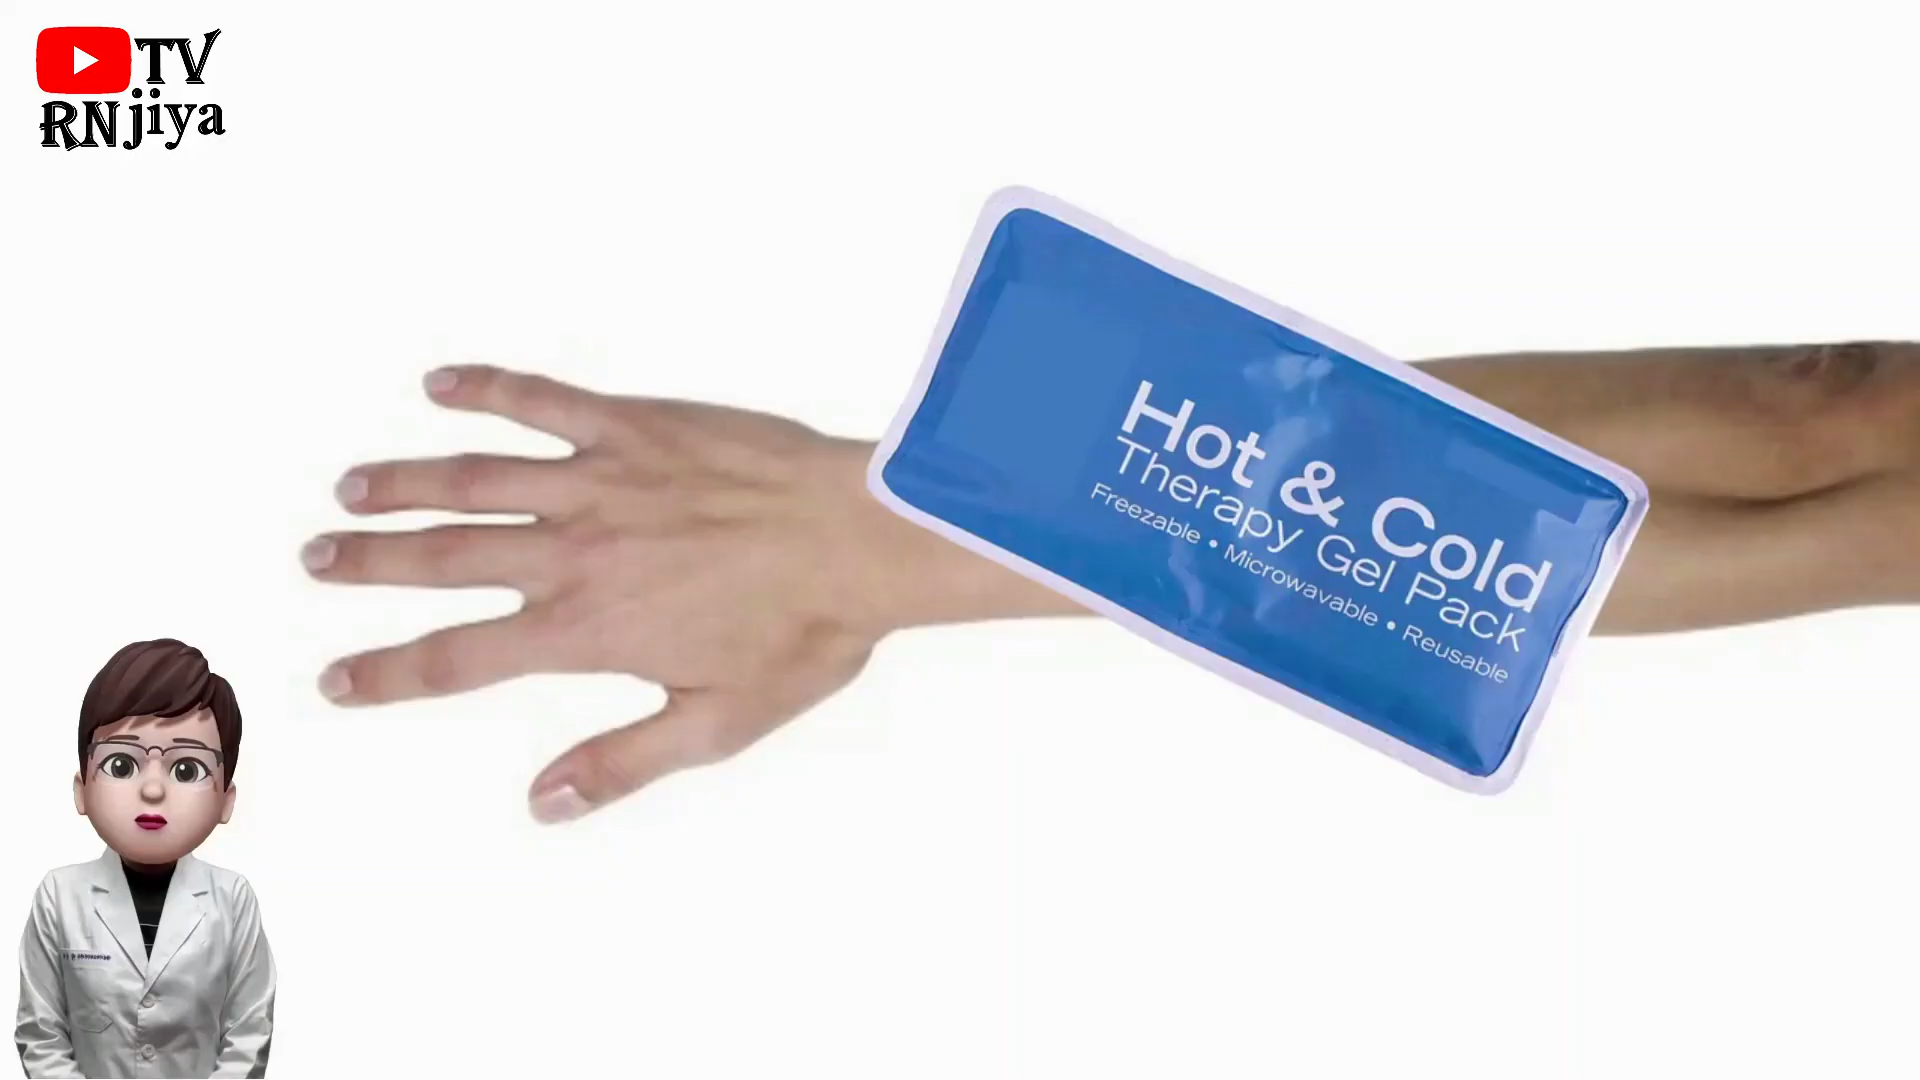 TV
RNjiya
Hot & Cold
Therapy Gel Pack
Freezable • Microwavable • Reusable